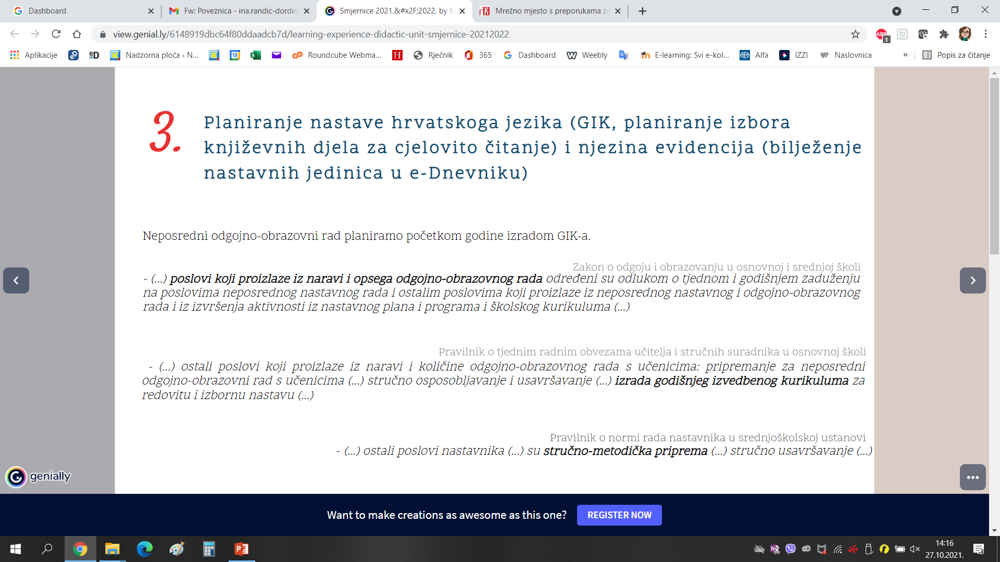 Dashboard
Fw: Poveznica - ina.randic-dorde
Smjernice 2021.&#x2F;2022. by B
Mrežno mjesto s preporukama za
view.genial.ly/6148919dbc64f80ddaadcb7d/learning-experience-didactic-unit-smjernice-20212022
ABP
1
Aplikacije
eD
Nadzorna ploča ‹ N...
18
Roundcube Webma...
H
Rječnik
365
Dashboard
Weebly
E-learning: Svi e-kol...
Alfa
IZZI
Naslovnica
»
Popis za čitanje
3.
Planiranje nastave hrvatskoga jezika (GIK, planiranje izbora
književnih djela za cjelovito čitanje) i njezina evidencija (bilježenje
nastavnih jedinica u e-Dnevniku)
Neposredni odgojno-obrazovni rad planiramo početkom godine izradom GIK-a.
Zakon o odgoju i obrazovanju u osnovnoj i srednjoj školi
- (...) poslovi koji proizlaze iz naravi i opsega odgojno-obrazovnog rada određeni su odlukom o tjednom i godišnjem zaduženju
na poslovima neposrednog nastavnog rada i ostalim poslovima koji proizlaze iz neposrednog nastavnog i odgojno-obrazovnog
rada i iz izvršenja aktivnosti iz nastavnog plana i programa i školskog kurikuluma (...)
Pravilnik o tjednim radnim obvezama učitelja i stručnih suradnika u osnovnoj školi
- (...) ostali poslovi koji proizlaze iz naravi i količine odgojno-obrazovnog rada s učenicima: pripremanje za neposredni
odgojno-obrazovni rad s učenicima (...) stručno osposobljavanje i usavršavanje (...) izrada godišnjeg izvedbenog kurikuluma za
redovitu i izbornu nastavu (...)
Pravilnik o normi rada nastavnika u srednjoškolskoj ustanovi
- (...) ostali poslovi nastavnika (...) su stručno-metodička priprema (...) stručno usavršavanje (...)
genially
Want to make creations as awesome as this one?
REGISTER NOW
14:16
27.10.2021.